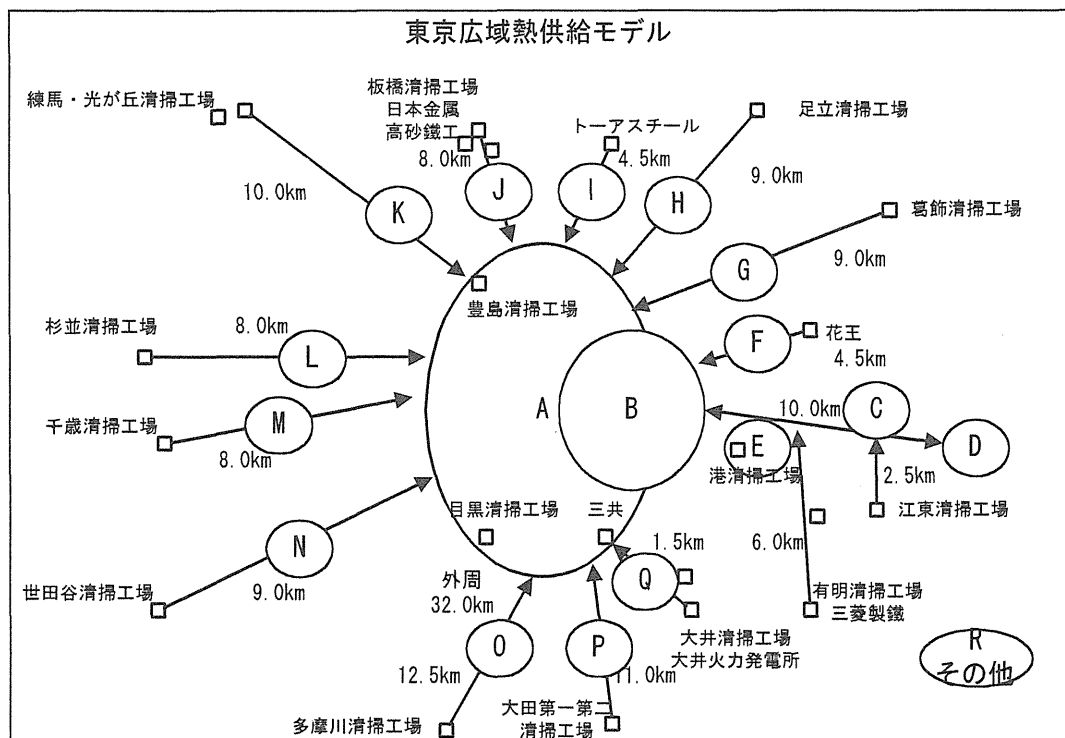 東京広域熱供給モデル
板橋清掃工場
日本金属
高砂鐵工
8.0km
練馬・光が丘清掃工場
トーアスチール
4.5km
足立清掃工場
10.0km
K
J
I
H
9.0km
葛飾清掃工場
G
9.0km
豊島清掃工場
杉並清掃工場
8.0km
L
F
花王
4.5km
千歳清掃工場
M
8.0km
A
B
10.0km
C
D
E
港清掃工場
2.5km
江東清掃工場
目黒清掃工場
三共
1.5km
6.0km
N
世田谷清掃工場
9.0km
外周
32.0km
Q
有明清掃工場
三菱製鐵
大井清掃工場
大井火力発電所
O
P
R
その他
12.5km
11.0km
多摩川清掃工場
大田第一第二
清掃工場